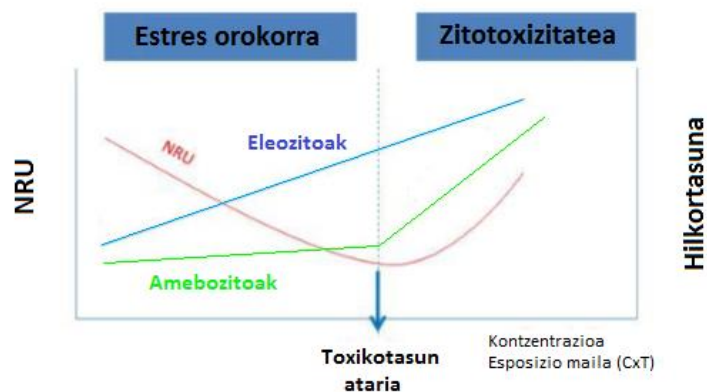 Estres orokorra
Zitotoxizitatea
NRU
NRU
Eleozitoak
Amebozitoak
Hilkortasuna
Toxikotasun
ataria
Kontzentrazioa
Esposizio maila (CxT)